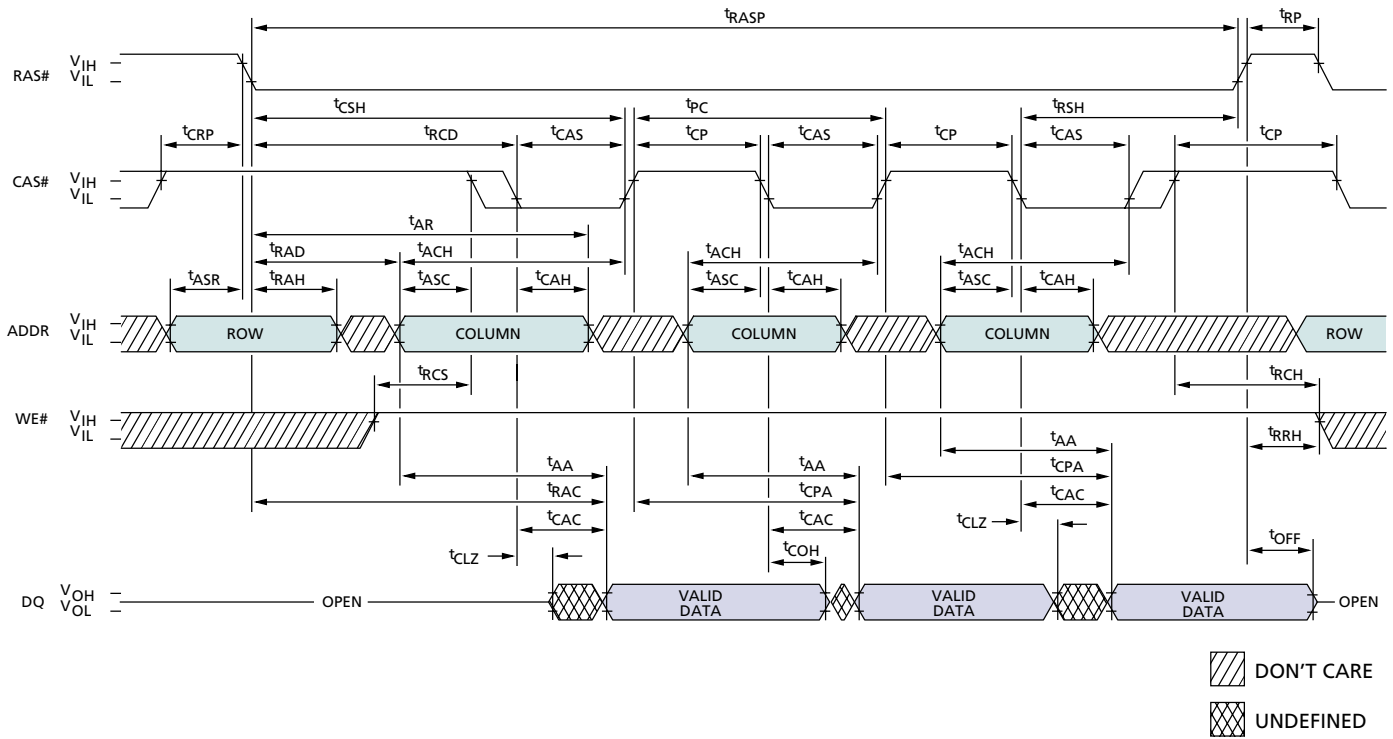 tRASP tRP
RAS# VIH
VIL
tCSH tPC tRSH
tCRP tRCD tCAS tCP tCAS tCP tCAS tCP
CAS# VIH
VIL
tAR
tRAD tACH tACH tACH
tASR tRAH tASC tCAH tASC tCAH tASC tCAH
ADDR VIH
VIL
ROW COLUMN COLUMN COLUMN ROW
tRCS tRCH
WE# VIH
VIL
tRRH
tAA tAA tAA
tRAC tCPA tCPA
tCAC tCAC tCAC
tCLZ tCOH tCLZ tOFF
DQ VOH
VOL
OPEN VALID DATA VALID DATA VALID DATA OPEN
DON'T CARE
UNDEFINED